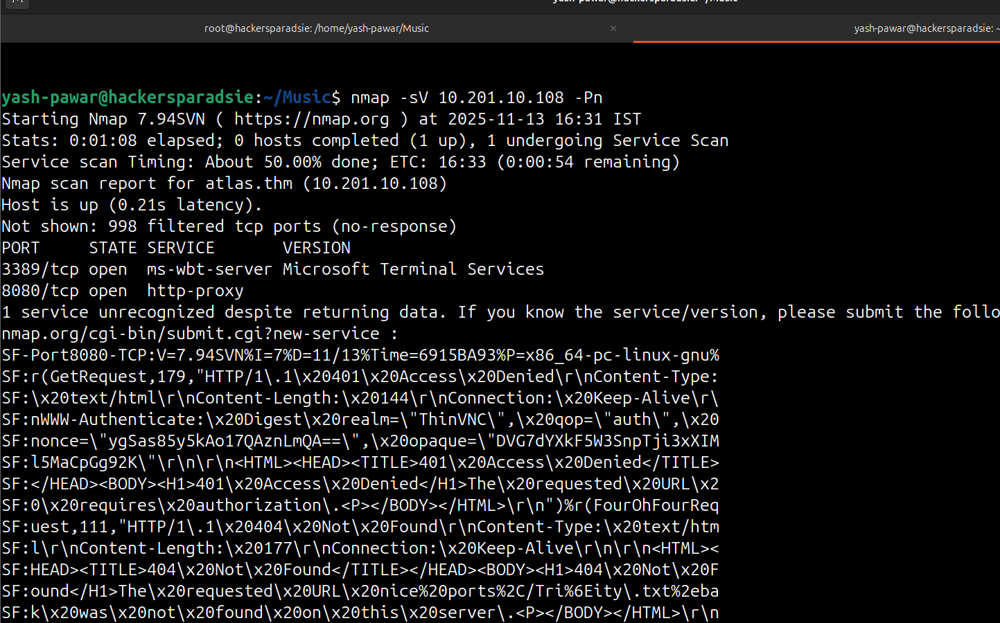 root@hackersparadsie: /home/yash-pawar/Music
yash-pawar@hackersparadsie: ~
yash-pawar@hackersparadsie:~/Music$ nmap -sV 10.201.10.108 -Pn
Starting Nmap 7.94SVN ( https://nmap.org ) at 2025-11-13 16:31 IST
Stats: 0:01:08 elapsed; 0 hosts completed (1 up), 1 undergoing Service Scan
Service scan Timing: About 50.00% done; ETC: 16:33 (0:00:54 remaining)
Nmap scan report for atlas.thm (10.201.10.108)
Host is up (0.21s latency).
Not shown: 998 filtered tcp ports (no-response)
PORT     STATE SERVICE       VERSION
3389/tcp open  ms-wbt-server Microsoft Terminal Services
8080/tcp open  http-proxy
1 service unrecognized despite returning data. If you know the service/version, please submit the follo
nmap.org/cgi-bin/submit.cgi?new-service :
SF-Port8080-TCP:V=7.94SVN%I=7%D=11/13%Time=6915BA93%P=x86_64-pc-linux-gnu%
SF:r(GetRequest,179,"HTTP/1\.1\x20401\x20Access\x20Denied\r\nContent-Type:
SF:\x20text/html\r\nContent-Length:\x20144\r\nConnection:\x20Keep-Alive\r\
SF:nWWW-Authenticate:\x20Digest\x20realm=\"ThinVNC\",\x20qop=\"auth\",\x20
SF:nonce=\"ygSas85y5kAo17QAznLmQA==\",\x20opaque=\"DVG7dYXkF5W3SnpTji3xXIM
SF:l5MaCpGg92K\"\r\n\r\n<HTML><HEAD><TITLE>401\x20Access\x20Denied</TITLE>
SF:</HEAD><BODY><H1>401\x20Access\x20Denied</H1>The\x20requested\x20URL\x2
SF:0\x20requires\x20authorization\.<P></BODY></HTML>\r\n")%r(FourOhFourReq
SF:uest,111,"HTTP/1\.1\x20404\x20Not\x20Found\r\nContent-Type:\x20text/htm
SF:l\r\nContent-Length:\x20177\r\nConnection:\x20Keep-Alive\r\n\r\n<HTML><
SF:HEAD><TITLE>404\x20Not\x20Found</TITLE></HEAD><BODY><H1>404\x20Not\x20F
SF:ound</H1>The\x20requested\x20URL\x20nice%20ports%2C/Tri%6Eity\.txt%2eba
SF:k\x20was\x20not\x20found\x20on\x20this\x20server\.<P></BODY></HTML>\r\n